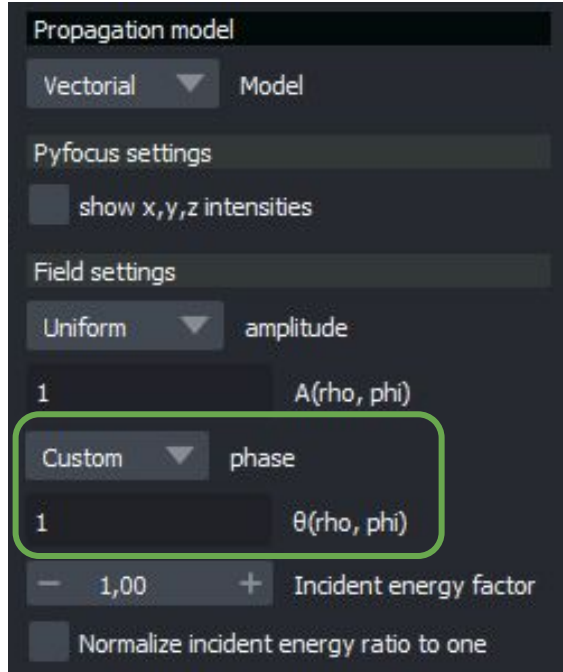 Propagation model
Vectorial Model
Pyfocus settings
show x,y,z intensities
Field settings
Uniform amplitude
1 A(rho, phi)
Custom phase
1 θ(rho, phi)
− 1,00 + Incident energy factor
Normalize incident energy ratio to one